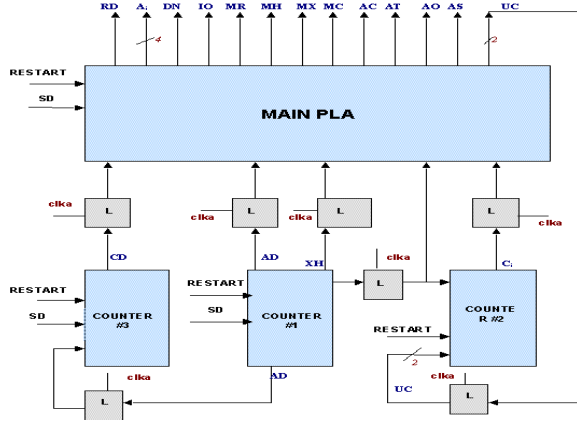 RD Ai DN IO MR MH MX MC AC AT AO AS UC
4 2
RESTART
SD
MAIN PLA
clka L L clka L L clka
CD AD XH Ci
clka
L
RESTART
SD
COUNTER
#3
RESTART
SD
COUNTER
#1
COUNTE
R #2
RESTART
2
AD
clka
L
UC
clka
L